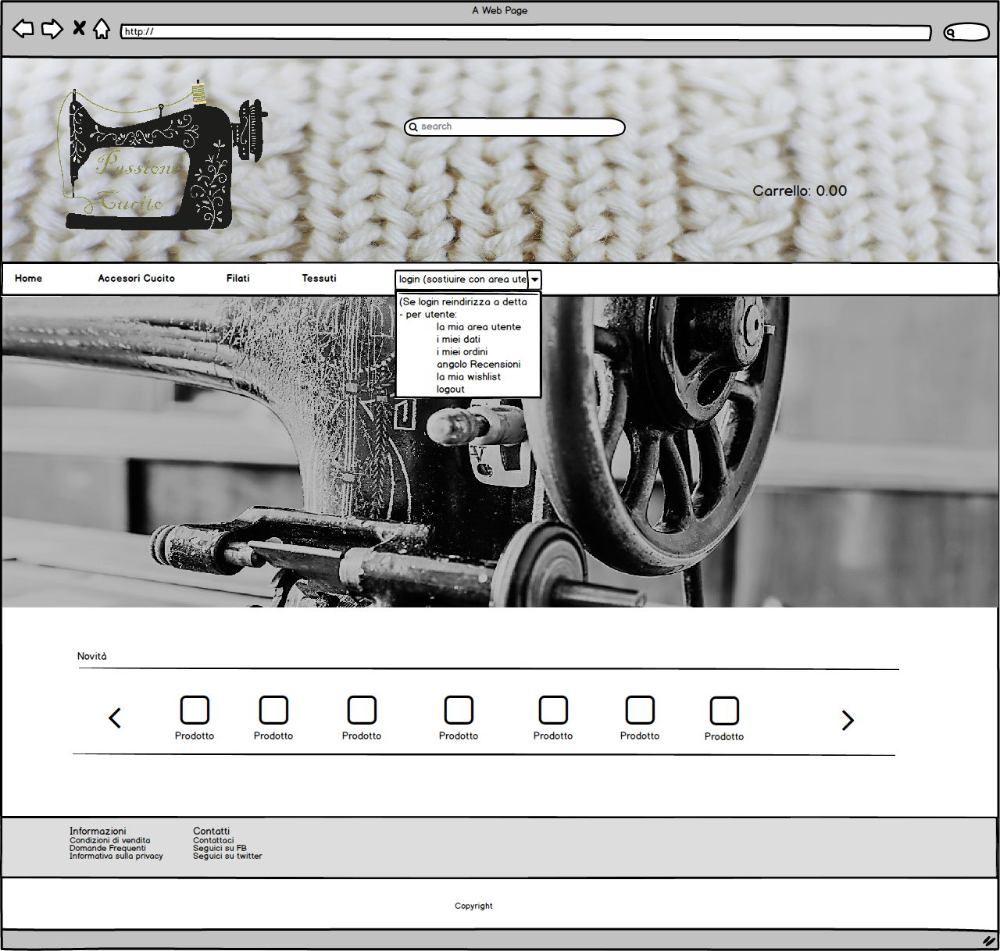 A Web Page
http://
search
Passione
Cucito
Carrello: 0.00
Home
Accesori Cucito
Filati
Tessuti
login (sostiuire con area ute
(Se login reindirizza a detta
- per utente:
la mia area utente
i miei dati
i miei ordini
angolo Recensioni
la mia wishlist
logout
Novità
Prodotto
Prodotto
Prodotto
Prodotto
Prodotto
Prodotto
Prodotto
Informazioni
Condizioni di vendita
Domande Frequenti
Informativa sulla privacy
Contatti
Contattaci
Seguici su FB
Seguici su twitter
Copyright